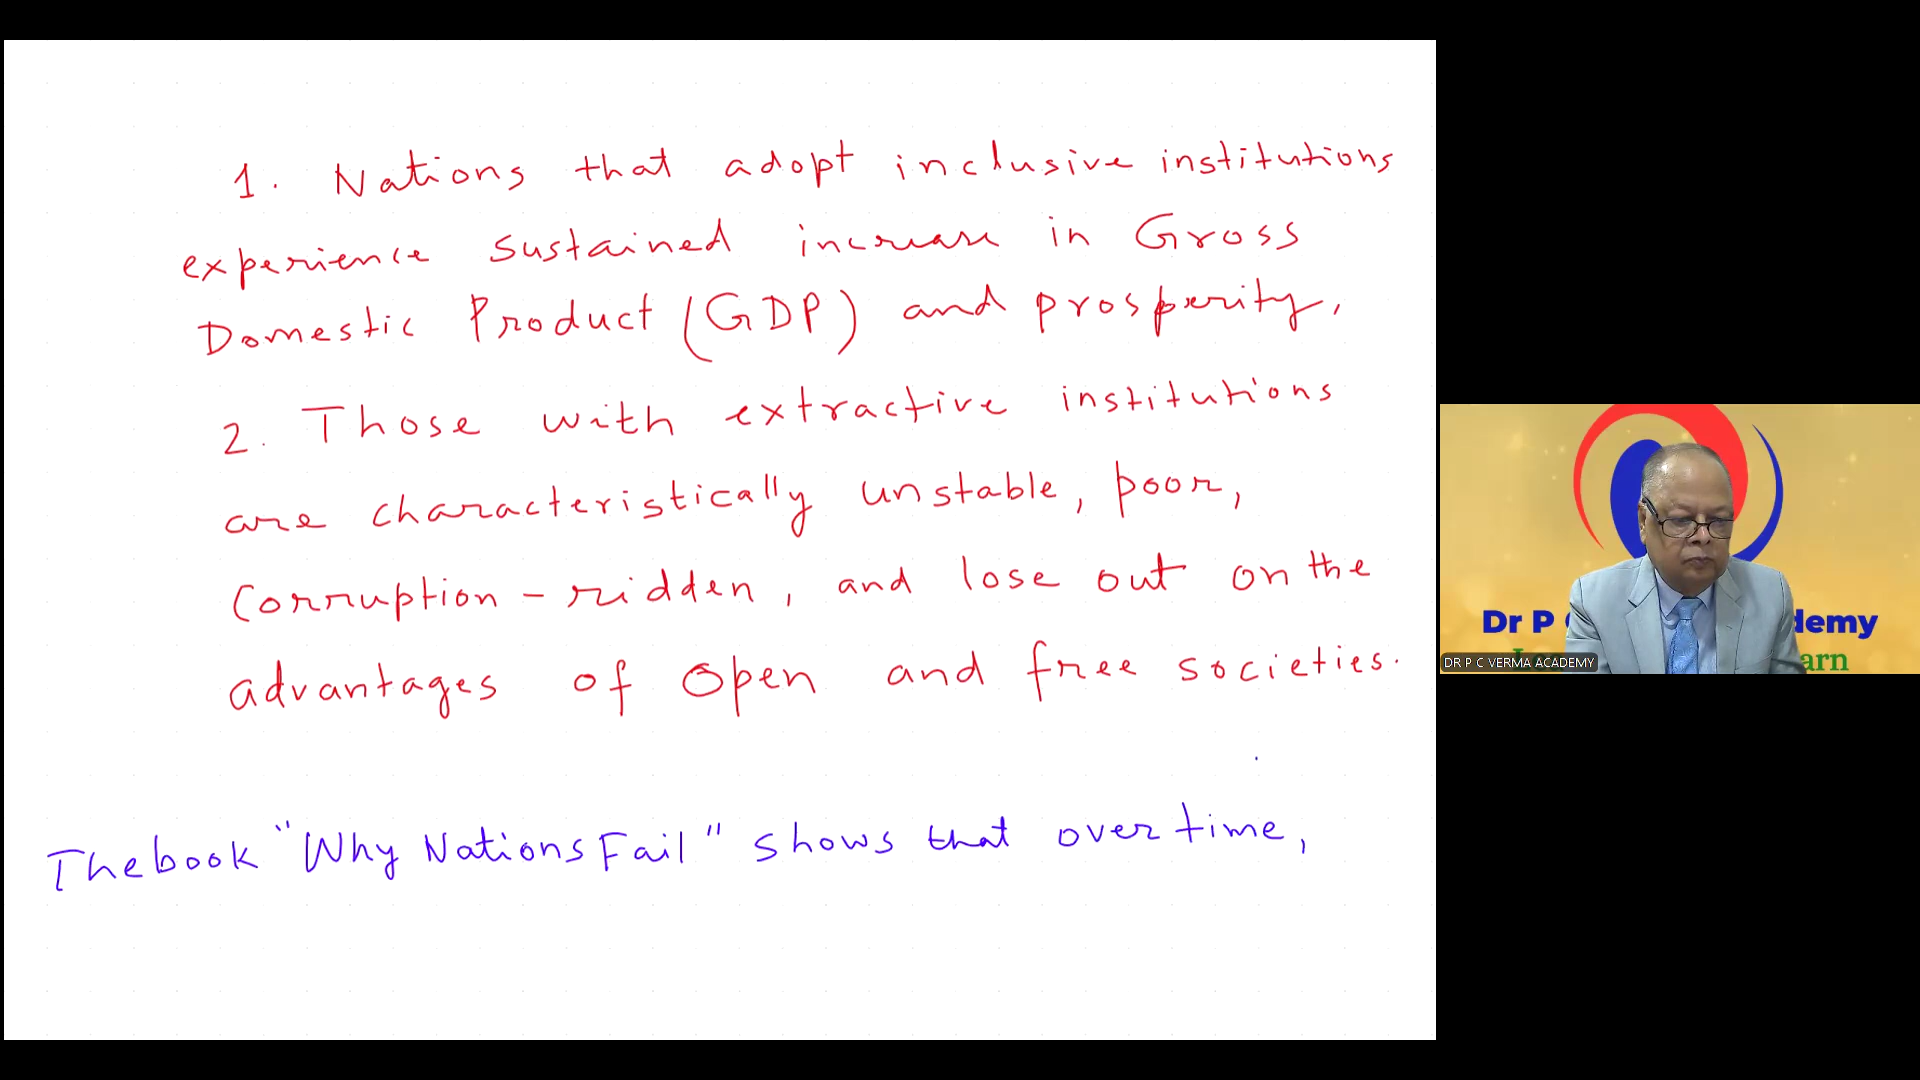 1. Nations that adopt inclusive institutions
experience sustained increase in Gross
Domestic Product (GDP) and prosperity,
2. Those with extractive institutions
are characteristically unstable, poor,
corruption-ridden, and lose out on the
advantages of open and free societies.
The book "Why Nations Fail" shows that over time,
Dr P demy
DR P C VERMA ACADEMY
arn